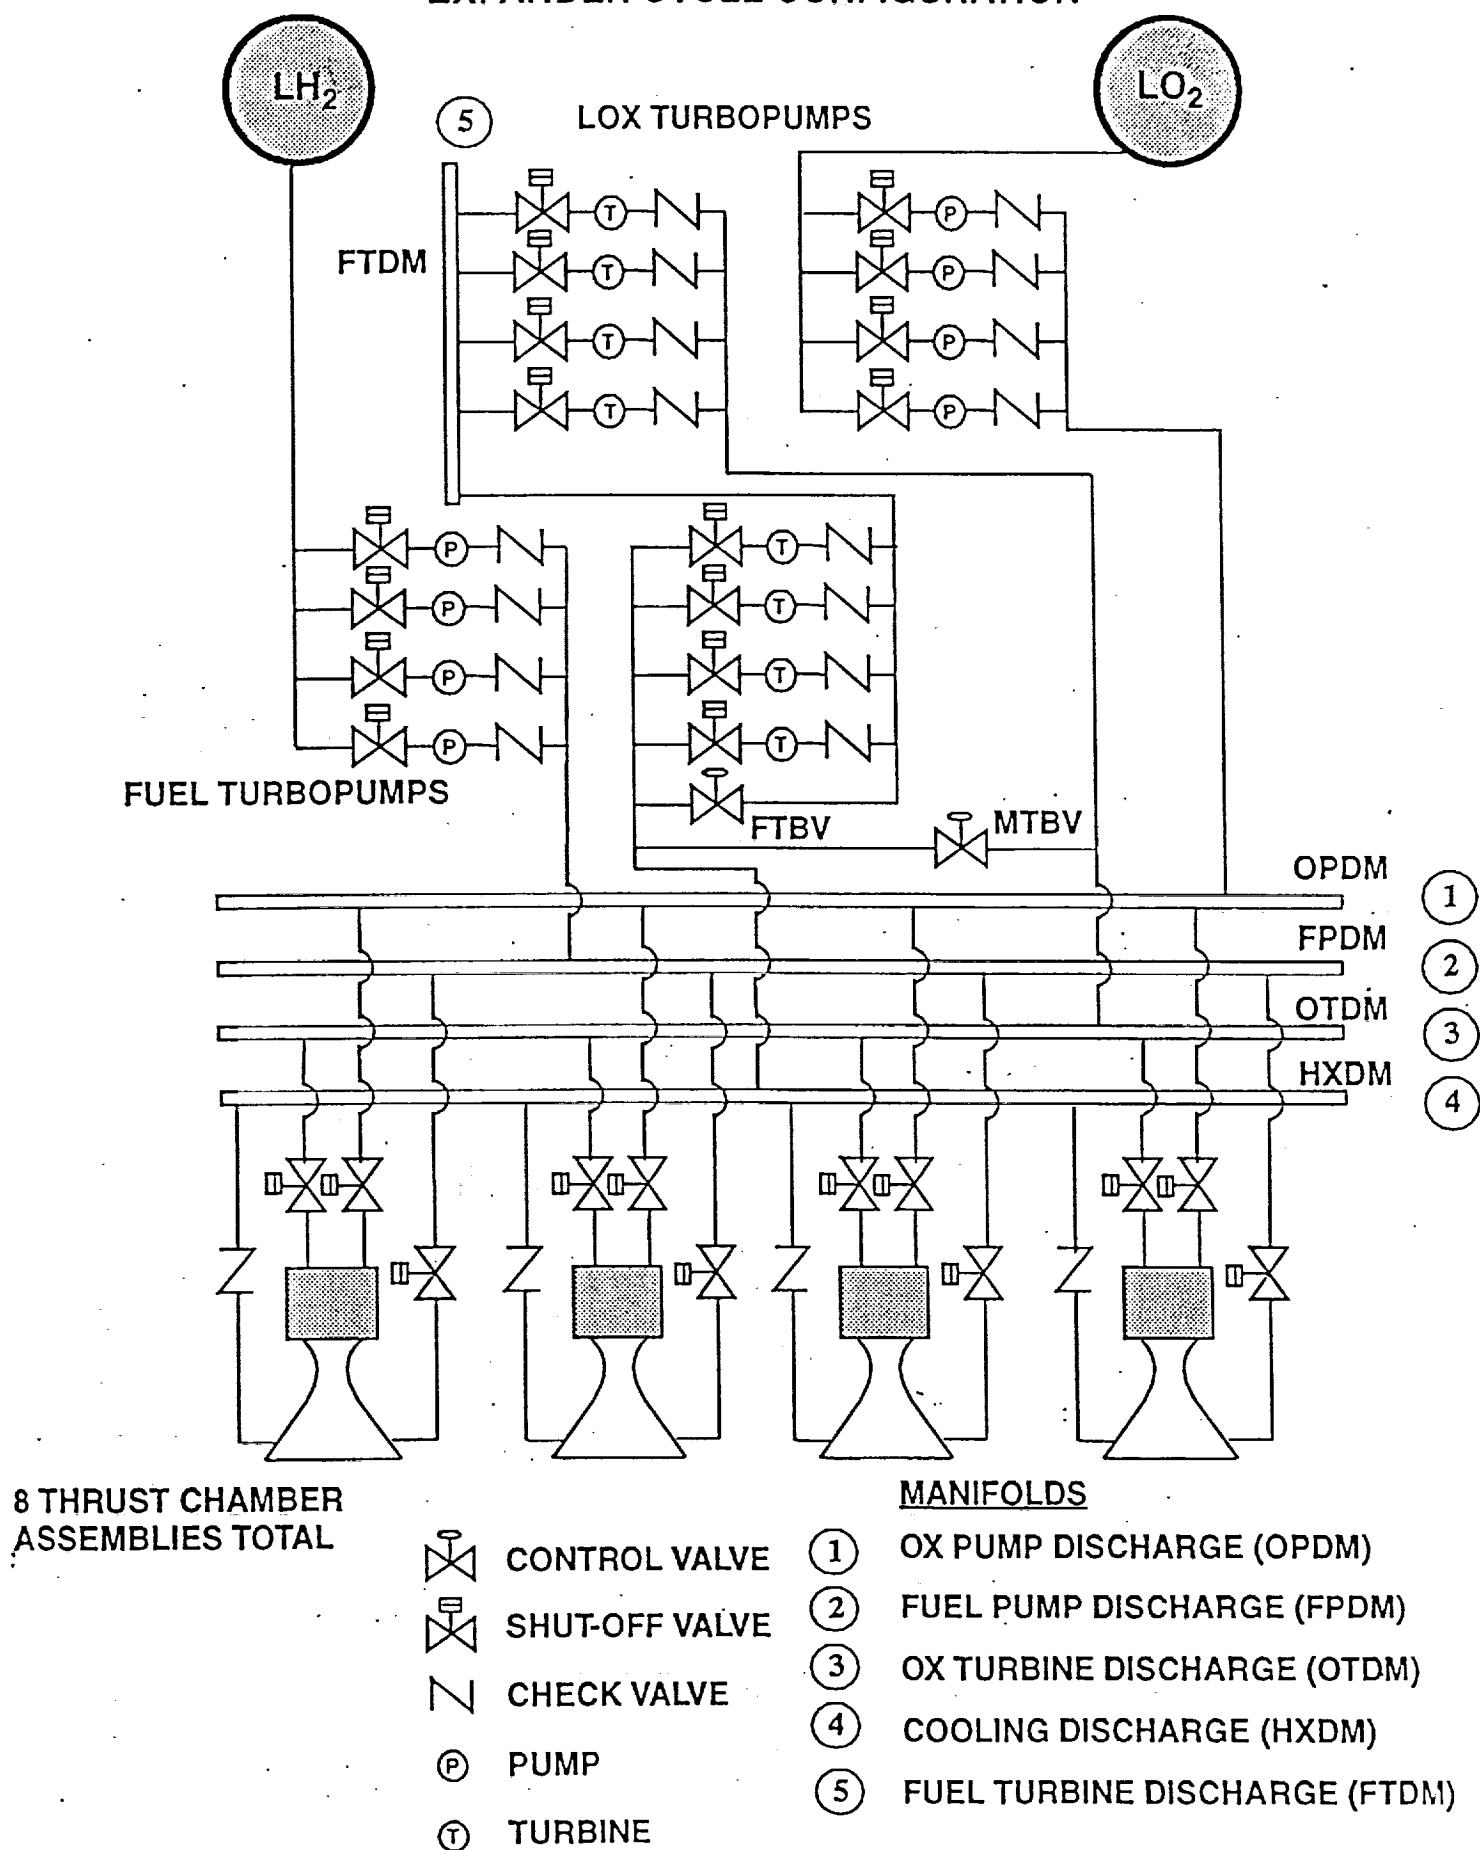 EXPANDER CYCLE CONFIGURATION
LH2
LO2
5
LOX TURBOPUMPS
T
P
FTDM
T
P
T
P
T
P
P
T
P
T
P
T
P
T
FUEL TURBOPUMPS
FTBV
MTBV
OPDM
1
FPDM
2
OTDM
3
HXDM
4
8 THRUST CHAMBER
ASSEMBLIES TOTAL
CONTROL VALVE
SHUT-OFF VALVE
CHECK VALVE
P PUMP
T TURBINE
MANIFOLDS
1 OX PUMP DISCHARGE (OPDM)
2 FUEL PUMP DISCHARGE (FPDM)
3 OX TURBINE DISCHARGE (OTDM)
4 COOLING DISCHARGE (HXDM)
5 FUEL TURBINE DISCHARGE (FTDM)